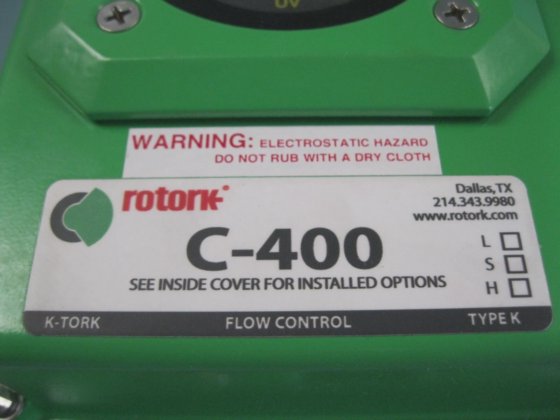 UV
WARNING: ELECTROSTATIC HAZARD
DO NOT RUB WITH A DRY CLOTH
rotork
Dallas,TX
214.343.9980
www.rotork.com
C-400
SEE INSIDE COVER FOR INSTALLED OPTIONS
L
S
H
K-TORK FLOW CONTROL TYPE K